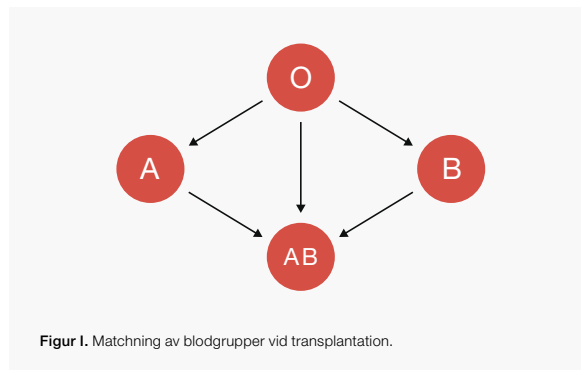 O
A
B
AB
Figur I. Matchning av blodgrupper vid transplantation.